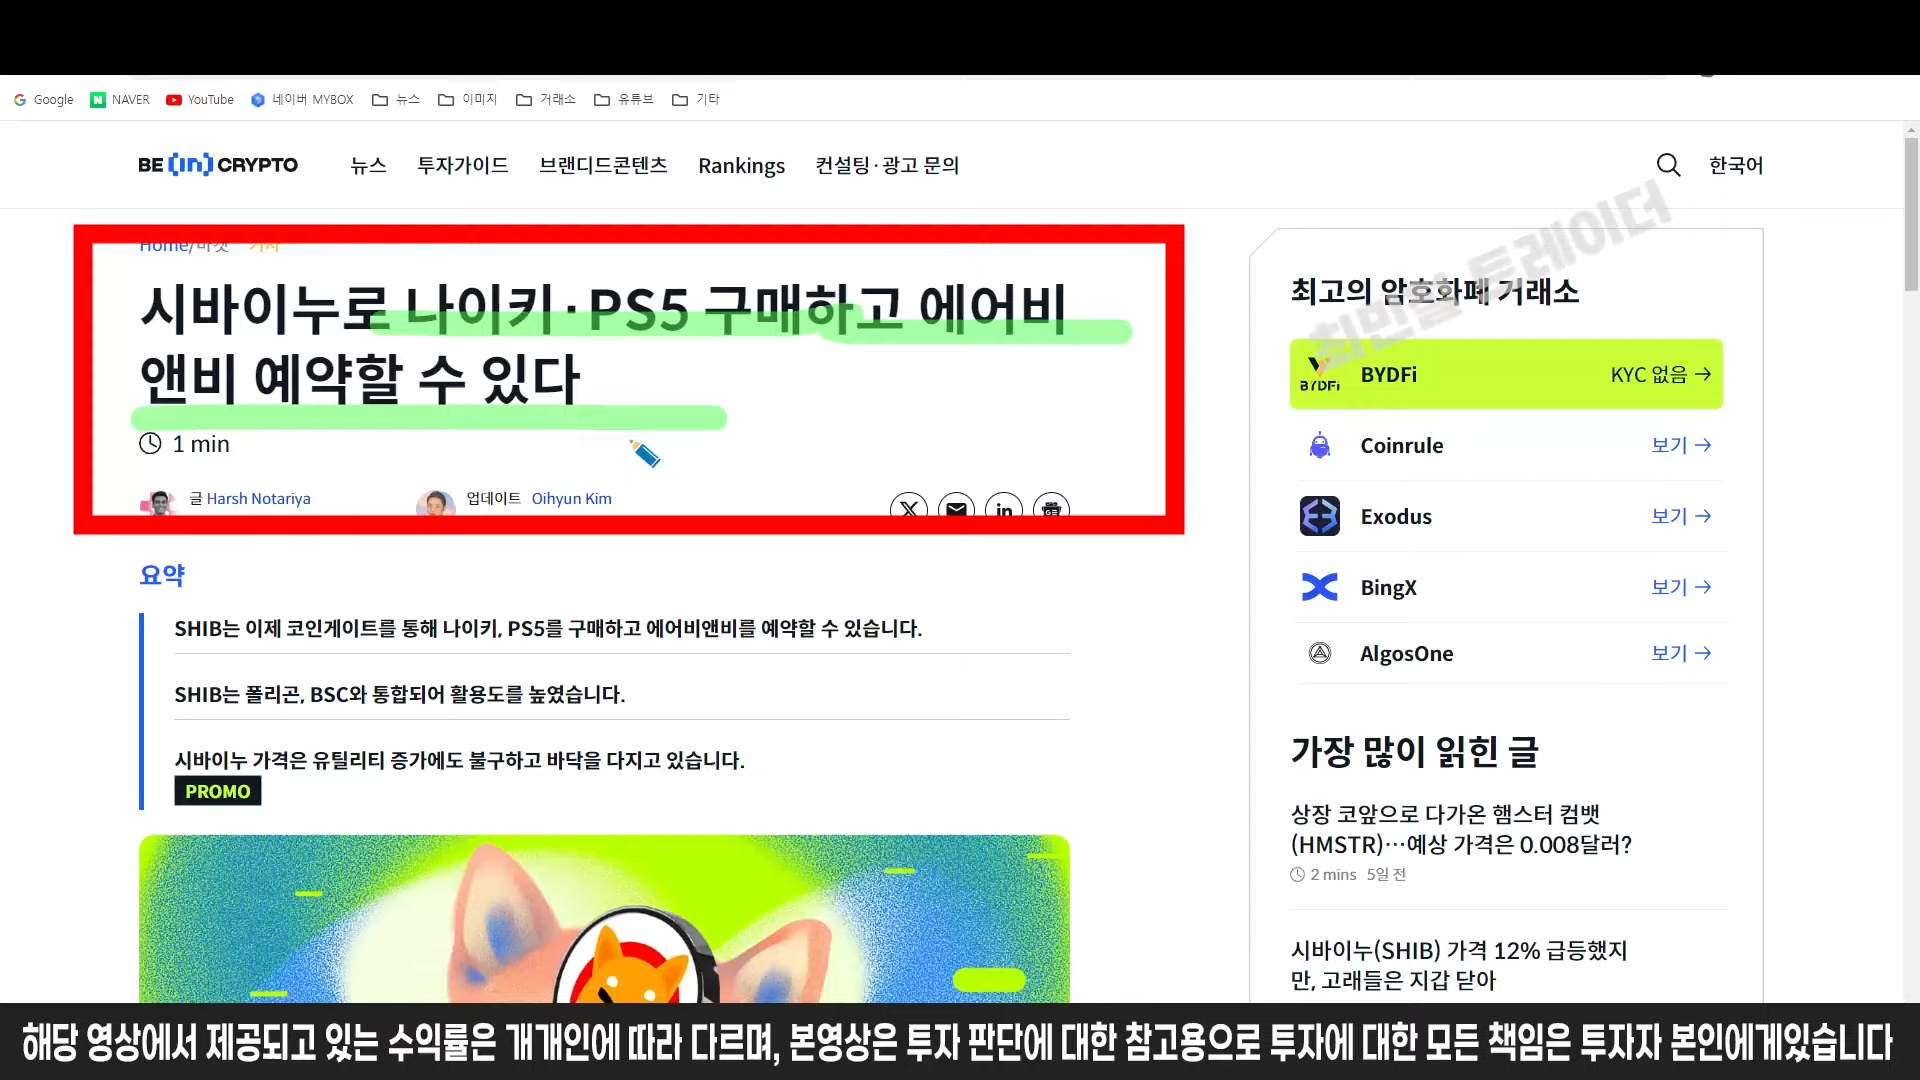 Google NAVER YouTube 네이버 MYBOX 뉴스 이미지 거래소 유튜브 기타
BE [in] CRYPTO 뉴스 투자가이드 브랜디드콘텐츠 Rankings 컨설팅·광고 문의 한국어
Home/마켓 기사
시바이누로 나이키·PS5 구매하고 에어비
앤비 예약할 수 있다
1 min
글 Harsh Notariya 업데이트 Oihyun Kim
요약
SHIB는 이제 코인게이트를 통해 나이키, PS5를 구매하고 에어비앤비를 예약할 수 있습니다.
SHIB는 폴리곤, BSC와 통합되어 활용도를 높였습니다.
시바이누 가격은 유틸리티 증가에도 불구하고 바닥을 다지고 있습니다.
PROMO
최고의 암호화폐 거래소
최민열 트레이더
BYDFi BYDFi KYC 없음
Coinrule 보기
Exodus 보기
BingX 보기
AlgosOne 보기
가장 많이 읽힌 글
상장 코앞으로 다가온 햄스터 컴뱃
(HMSTR)…예상 가격은 0.008달러?
2 mins 5일 전
시바이누(SHIB) 가격 12% 급등했지
만, 고래들은 지갑 닫아
해당 영상에서 제공되고 있는 수익률은 개개인에 따라 다르며, 본영상은 투자 판단에 대한 참고용으로 투자에 대한 모든 책임은 투자자 본인에게있습니다